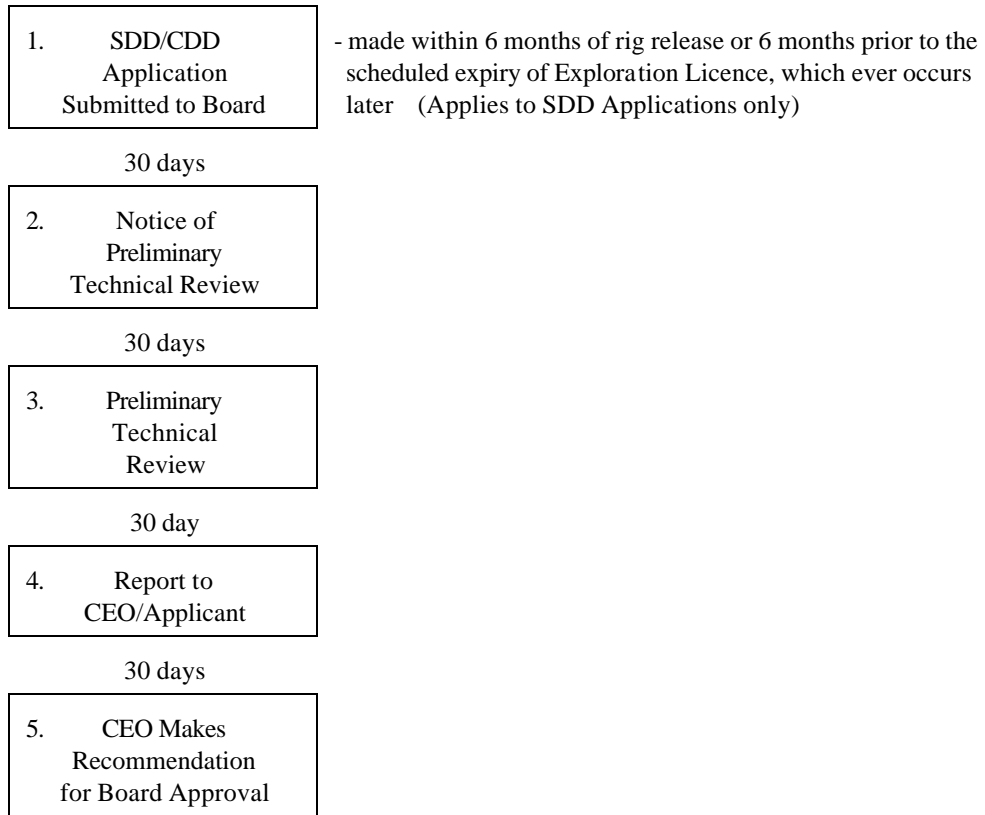 1. SDD/CDD - made within 6 months of rig release or 6 months prior to the
Application scheduled expiry of Exploration Licence, which ever occurs
Submitted to Board later (Applies to SDD Applications only)
30 days
2. Notice of
Preliminary
Technical Review
30 days
3. Preliminary
Technical
Review
30 day
4. Report to
CEO/Applicant
30 days
5. CEO Makes
Recommendation
for Board Approval